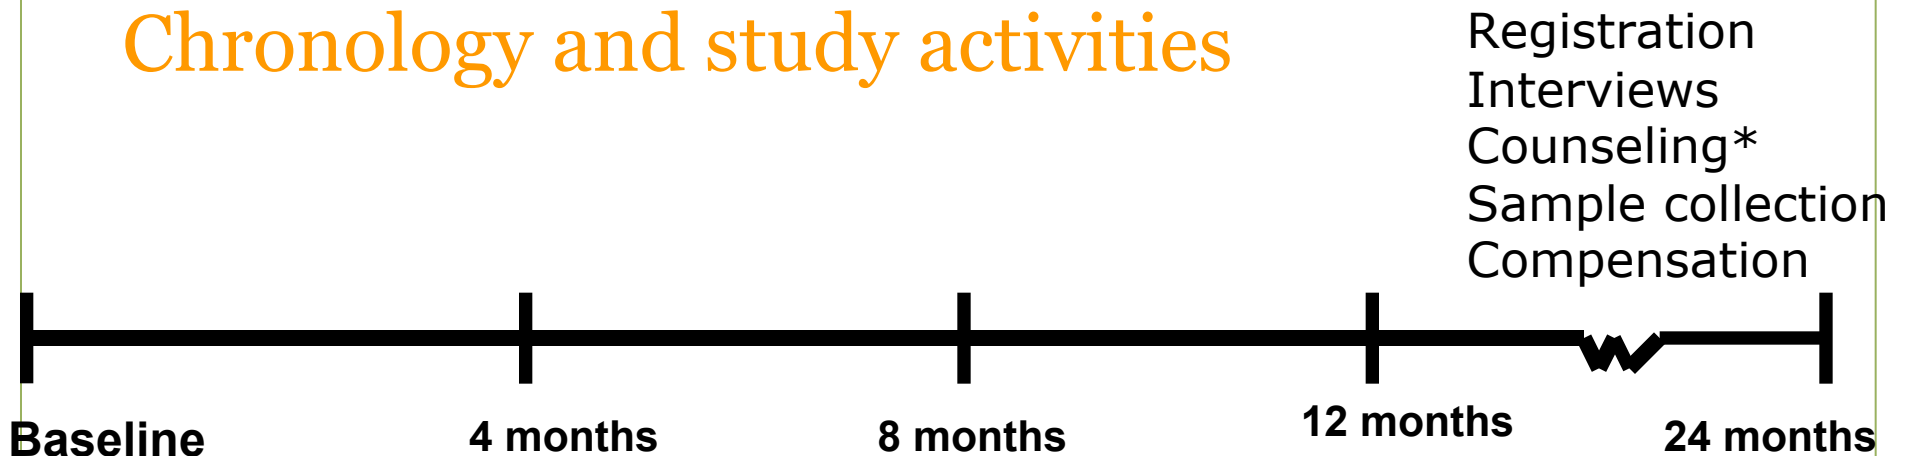 Chronology and study activities
Registration
Interviews
Counseling*
Sample collection
Compensation
Baseline
4 months
8 months
12 months
24 months